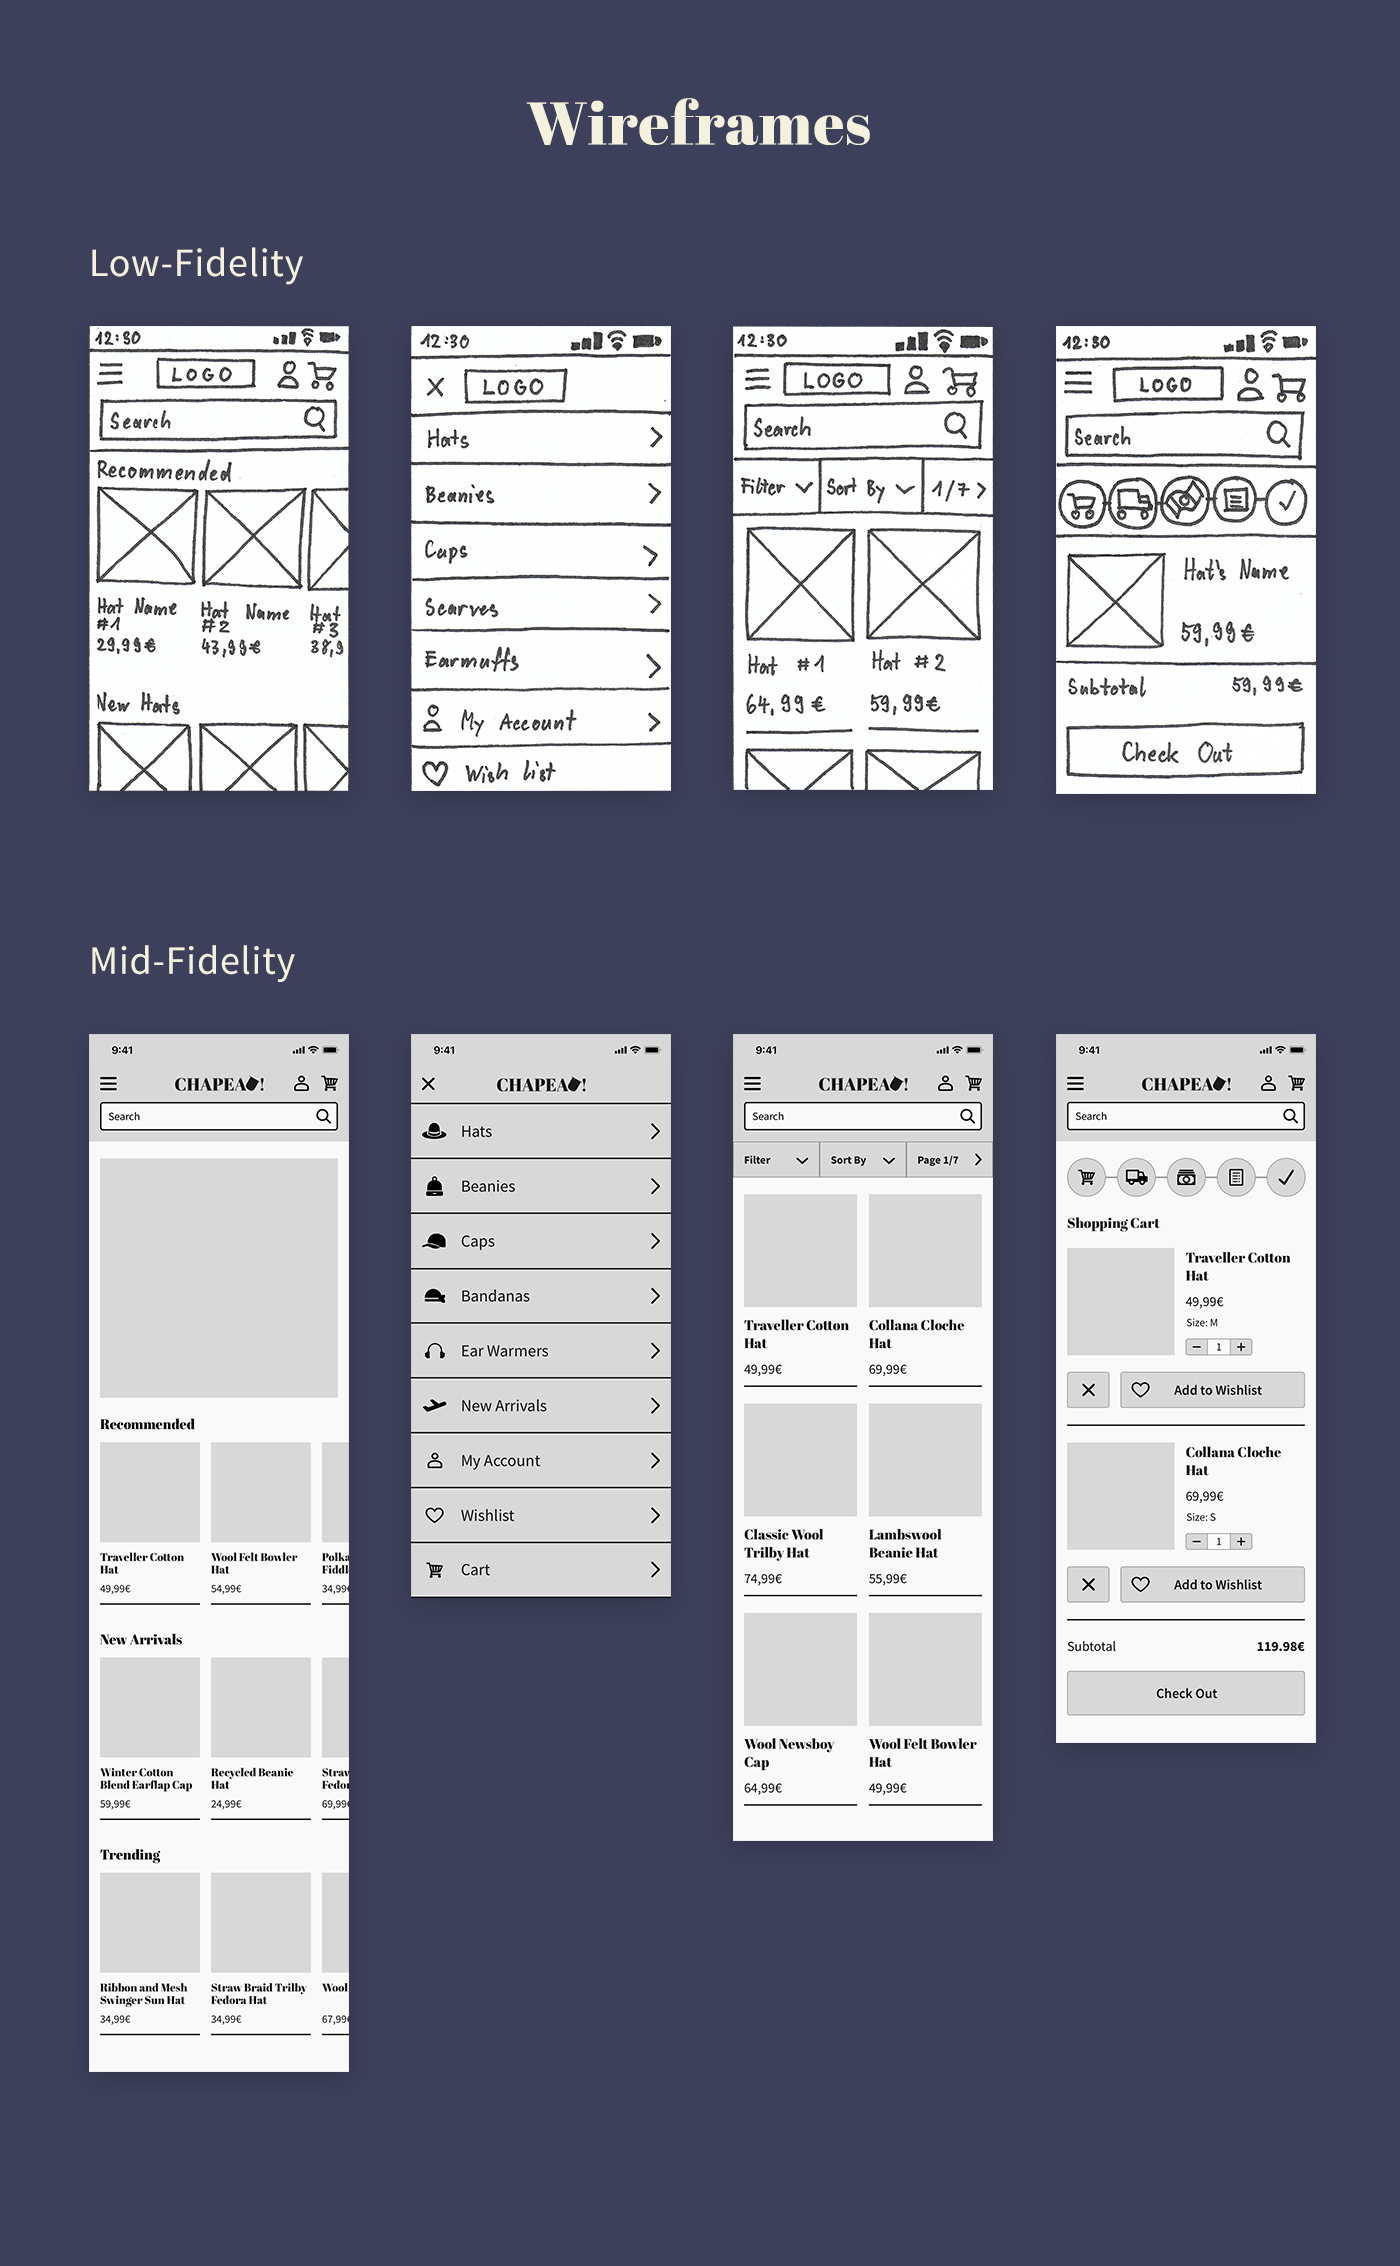 Wireframes
Low-Fidelity
12:30
LOGO
Search
Recommended
Hat Name #1
29,99€
Hat Name #2
43,99€
Hat #3
38,9
New Hats
12:30
LOGO
Hats
Beanies
Caps
Scarves
Earmuffs
My Account
Wish list
12:30
LOGO
Search
Filter
Sort By
1/7
Hat #1
64,99€
Hat #2
59,99€
12:30
LOGO
Search
Hat's Name
59,99€
Subtotal 59,99€
Check Out
Mid-Fidelity
9:41
CHAPEAU!
Search
Recommended
Traveller Cotton
Hat
49,99€
Wool Felt Bowler
Hat
54,99€
Polka
Fiddl
34,99€
New Arrivals
Winter Cotton
Blend Earflap Cap
59,99€
Recycled Beanie
Hat
24,99€
Straw
Fedor
69,99€
Trending
Ribbon and Mesh
Swinger Sun Hat
34,99€
Straw Braid Trilby
Fedora Hat
34,99€
Wool
67,99€
9:41
CHAPEAU!
Hats
Beanies
Caps
Bandanas
Ear Warmers
New Arrivals
My Account
Wishlist
Cart
9:41
CHAPEAU!
Search
Filter
Sort By
Page 1/7
Traveller Cotton
Hat
49,99€
Collana Cloche
Hat
69,99€
Classic Wool
Trilby Hat
74,99€
Lambswool
Beanie Hat
55,99€
Wool Newsboy
Cap
64,99€
Wool Felt Bowler
Hat
49,99€
9:41
CHAPEAU!
Search
Shopping Cart
Traveller Cotton
Hat
49,99€
Size: M
1
Add to Wishlist
Collana Cloche
Hat
69,99€
Size: S
1
Add to Wishlist
Subtotal 119.98€
Check Out